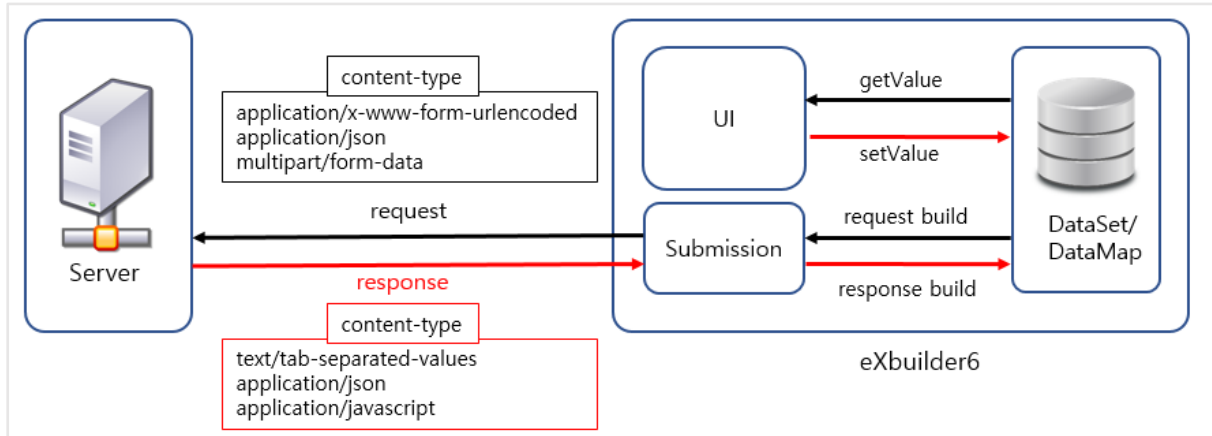 content-type
application/x-www-form-urlencoded
application/json
multipart/form-data
request
Server
response
content-type
text/tab-separated-values
application/json
application/javascript
UI
getValue
setValue
Submission
request build
response build
DataSet/
DataMap
eXbuilder6